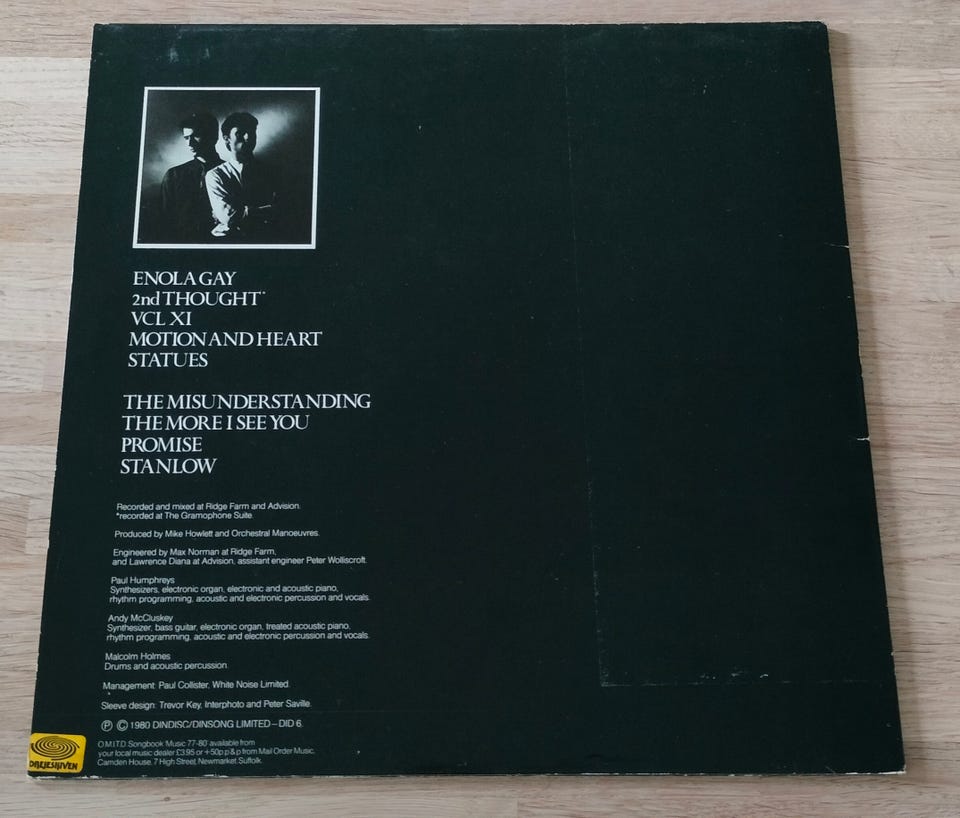 ENOLA GAY
2nd THOUGHT*
VCL XI
MOTION AND HEART
STATUES
THE MISUNDERSTANDING
THE MORE I SEE YOU
PROMISE
STANLOW
Recorded and mixed at Ridge Farm and Advision.
*recorded at The Gramophone Suite.
Produced by Mike Howlett and Orchestral Manoeuvres.
Engineered by Max Norman at Ridge Farm,
and Lawrence Diana at Advision, assistant engineer Peter Wolliscroft.
Paul Humphreys
Synthesizers, electronic organ, electronic and acoustic piano,
rhythm programming, acoustic and electronic percussion and vocals.
Andy McCluskey
Synthesizer, bass guitar, electronic organ, treated acoustic piano,
rhythm programming, acoustic and electronic percussion and vocals.
Malcolm Holmes
Drums and acoustic percussion.
Management: Paul Collister, White Noise Limited.
Sleeve design: Trevor Key, Interphoto and Peter Saville.
Ⓟ © 1980 DINDISC/DINSONG LIMITED – DID 6.
O.M.I.T.D. Songbook 'Music 77-80' available from
your local music dealer £3.95 or +50p p&p from Mail Order Music,
Camden House, 7 High Street, Newmarket, Suffolk.
DREJESKIVEN